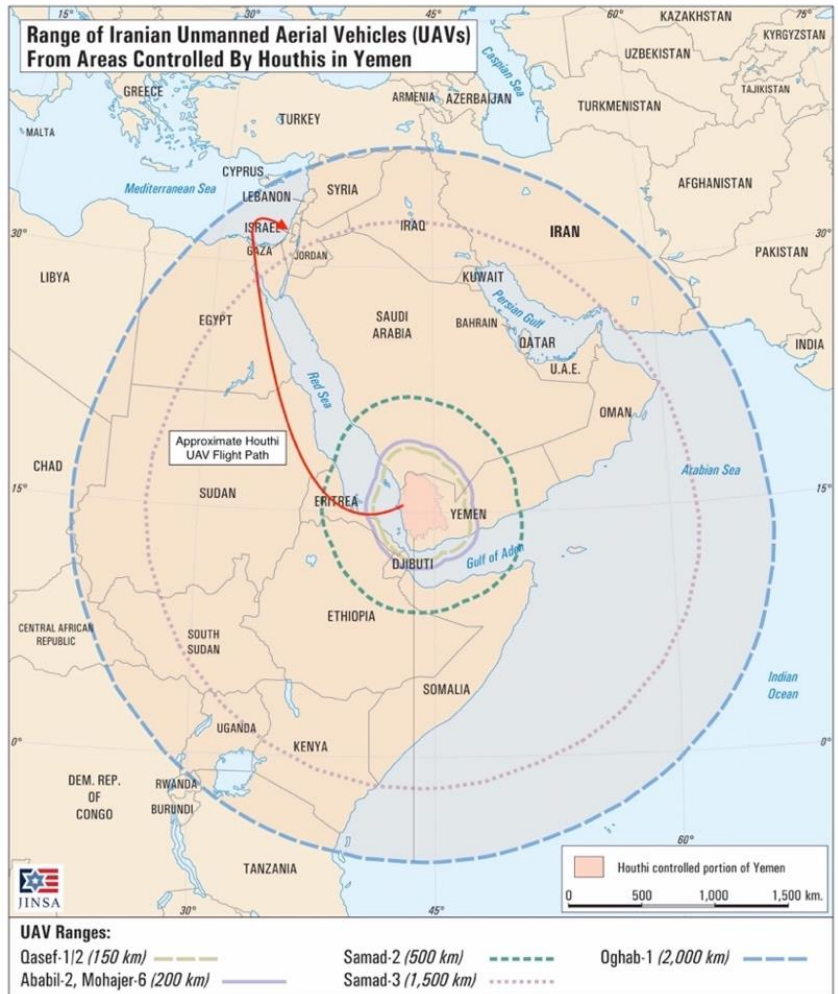 Range of Iranian Unmanned Aerial Vehicles (UAVs)
From Areas Controlled By Houthis in Yemen
15°
30°
45°
60°
75°
KAZAKHSTAN
KYRGYZSTAN
UZBEKISTAN
Caspian Sea
GREECE
ARMENIA
AZERBAIJAN
TAJIKISTAN
TURKMENISTAN
TURKEY
MALTA
CYPRUS
Mediterranean Sea
SYRIA
AFGHANISTAN
LEBANON
ISRAEL
IRAQ
IRAN
30°
30°
GAZA
JORDAN
PAKISTAN
LIBYA
KUWAIT
Persian Gulf
EGYPT
SAUDI
ARABIA
BAHRAIN
QATAR
INDIA
U.A.E.
Red Sea
OMAN
Approximate Houthi
UAV Flight Path
CHAD
Arabian Sea
15°
15°
SUDAN
ERITREA
YEMEN
DJIBUTI
Gulf of Aden
ETHIOPIA
CENTRAL AFRICAN
REPUBLIC
SOUTH
SUDAN
SOMALIA
Indian
Ocean
UGANDA
KENYA
0°
0°
DEM. REP.
OF
CONGO
RWANDA
BURUNDI
60°
TANZANIA
Houthi controlled portion of Yemen
0
500
1,000
1,500 km.
JINSA
30°
45°
UAV Ranges:
Qasef-1/2 (150 km)
Samad-2 (500 km)
Oghab-1 (2,000 km)
Ababil-2, Mohajer-6 (200 km)
Samad-3 (1,500 km)